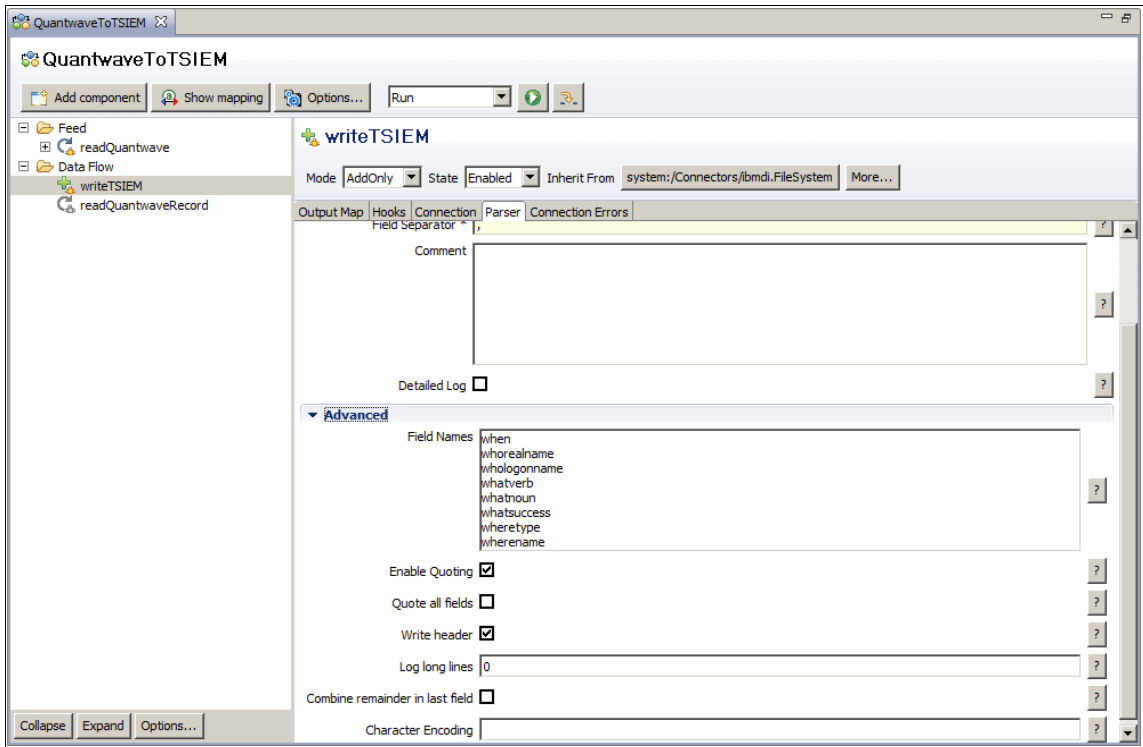 QuantwaveToTSIEM
QuantwaveToTSIEM
Add component Show mapping Options... Run
Feed
readQuantwave
Data Flow
writeTSIEM
readQuantwaveRecord
Collapse Expand Options...
writeTSIEM
Mode AddOnly State Enabled Inherit From system:/Connectors/ibmdi.FileSystem More...
Output Map Hooks Connection Parser Connection Errors
Field Separator * , ?
Comment ?
Detailed Log ?
Advanced
Field Names when
whorealname
whologonname
whatverb
whatnoun
whatsuccess
wheretype
wherename
?
Enable Quoting ?
Quote all fields ?
Write header ?
Log long lines 0 ?
Combine remainder in last field ?
Character Encoding ?